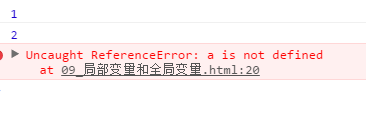 1
2
Uncaught ReferenceError: a is not defined
at 09_局部变量和全局变量.html:20